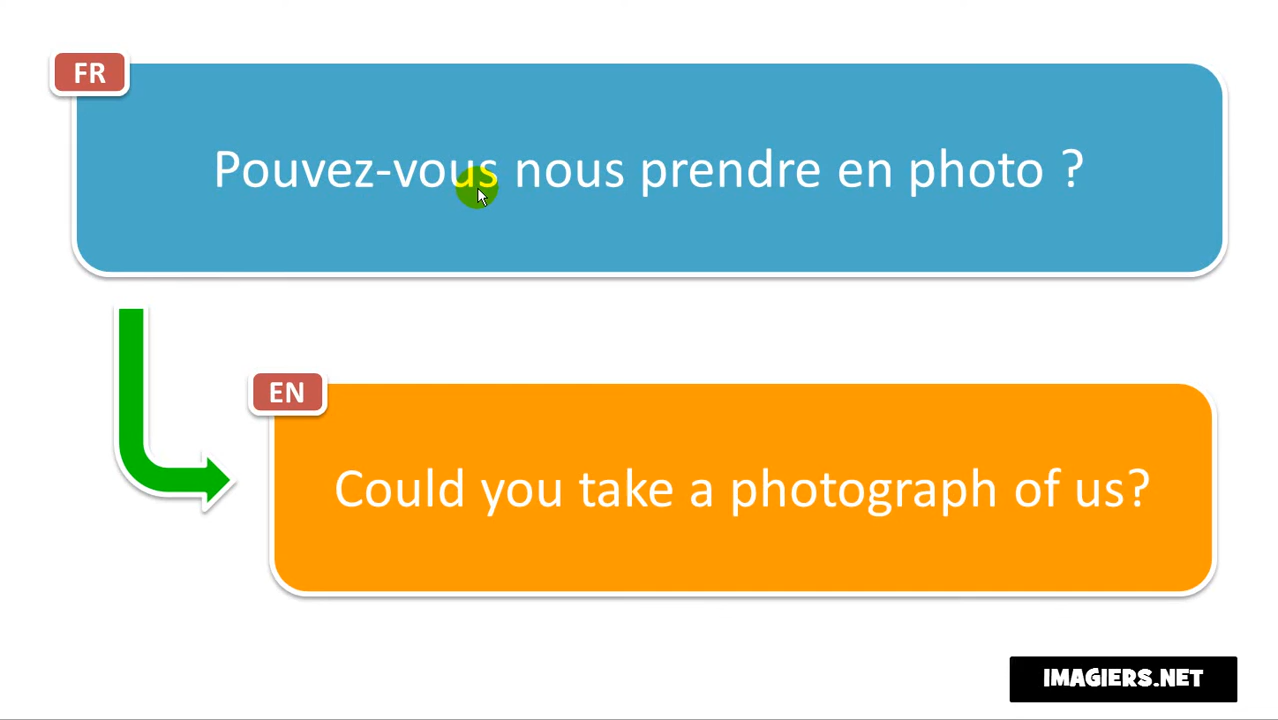 FR
Pouvez-vous nous prendre en photo ?
EN
Could you take a photograph of us?
IMAGIERS.NET